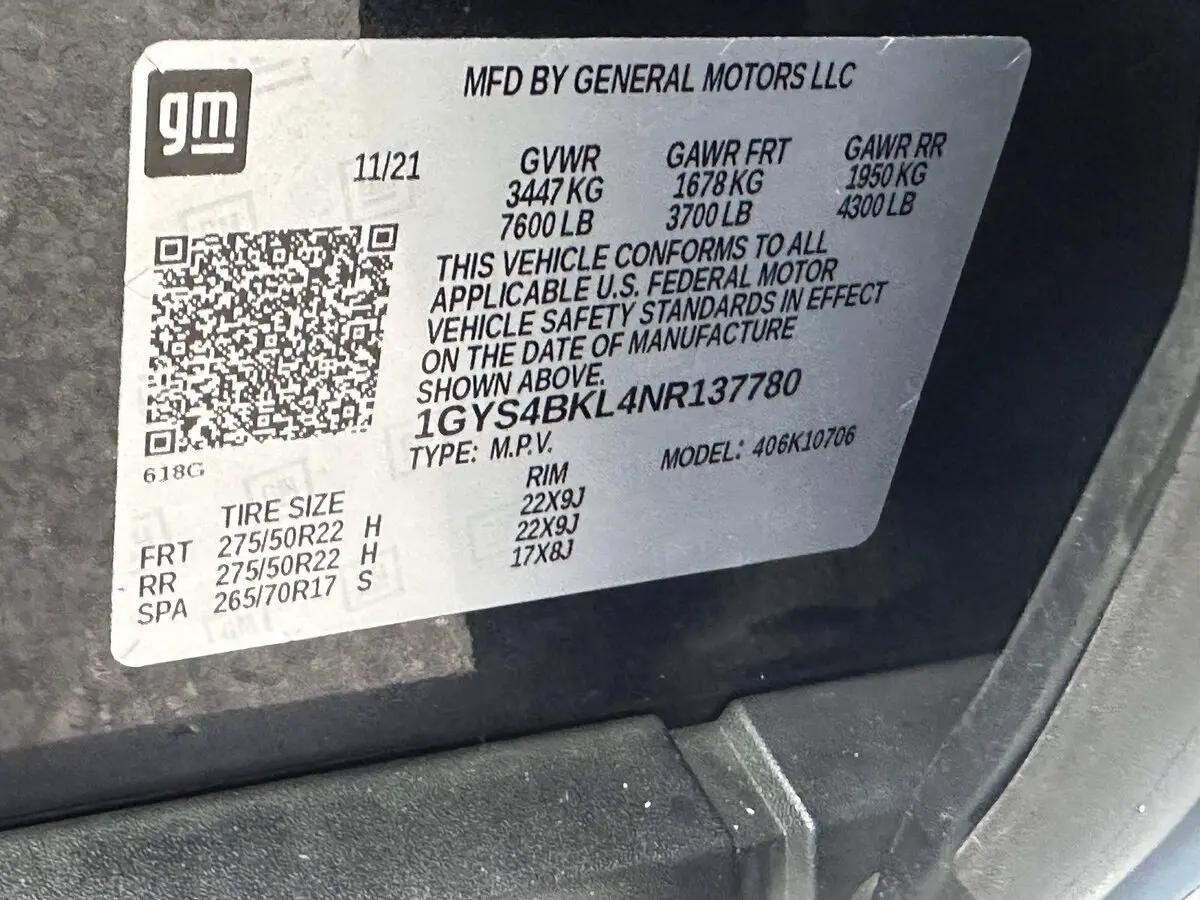 gm
MFD BY GENERAL MOTORS LLC
11/21
GVWR GAWR FRT GAWR RR
3447 KG 1678 KG 1950 KG
7600 LB 3700 LB 4300 LB
THIS VEHICLE CONFORMS TO ALL
APPLICABLE U.S. FEDERAL MOTOR
VEHICLE SAFETY STANDARDS IN EFFECT
ON THE DATE OF MANUFACTURE
SHOWN ABOVE.
1GYS4BKL4NR137780
TYPE: M.P.V. MODEL: 406K10706
618G
TIRE SIZE RIM
FRT 275/50R22 H 22X9J
RR 275/50R22 H 22X9J
SPA 265/70R17 S 17X8J